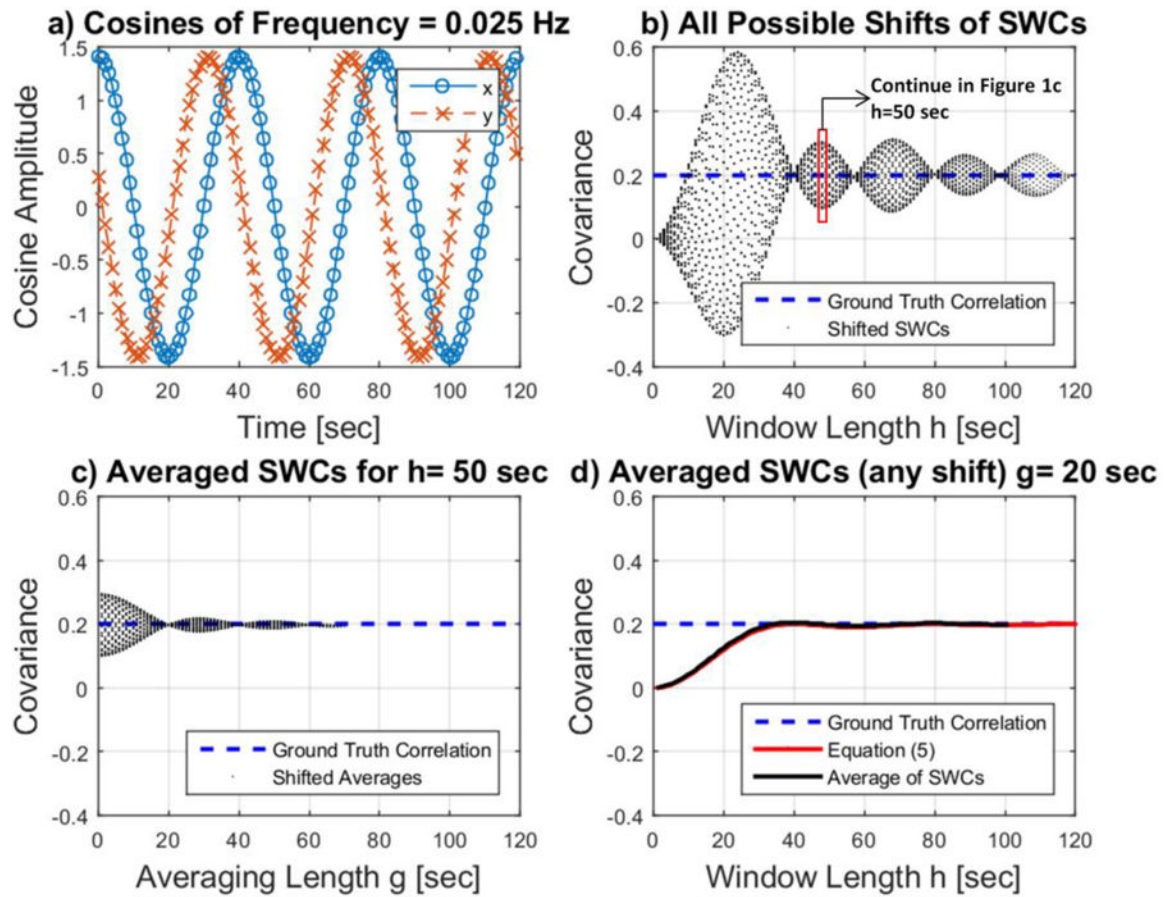 a) Cosines of Frequency = 0.025 Hz
1.5
1
0.5
0
-0.5
-1
-1.5
Cosine Amplitude
x
y
0 20 40 60 80 100 120
Time [sec]
b) All Possible Shifts of SWCs
0.6
0.4
0.2
0
-0.2
-0.4
Covariance
Continue in Figure 1c
h=50 sec
Ground Truth Correlation
Shifted SWCs
0 20 40 60 80 100 120
Window Length h [sec]
c) Averaged SWCs for h= 50 sec
0.6
0.4
0.2
0
-0.2
-0.4
Covariance
Ground Truth Correlation
Shifted Averages
0 20 40 60 80 100 120
Averaging Length g [sec]
d) Averaged SWCs (any shift) g= 20 sec
0.6
0.4
0.2
0
-0.2
-0.4
Covariance
Ground Truth Correlation
Equation (5)
Average of SWCs
0 20 40 60 80 100 120
Window Length h [sec]